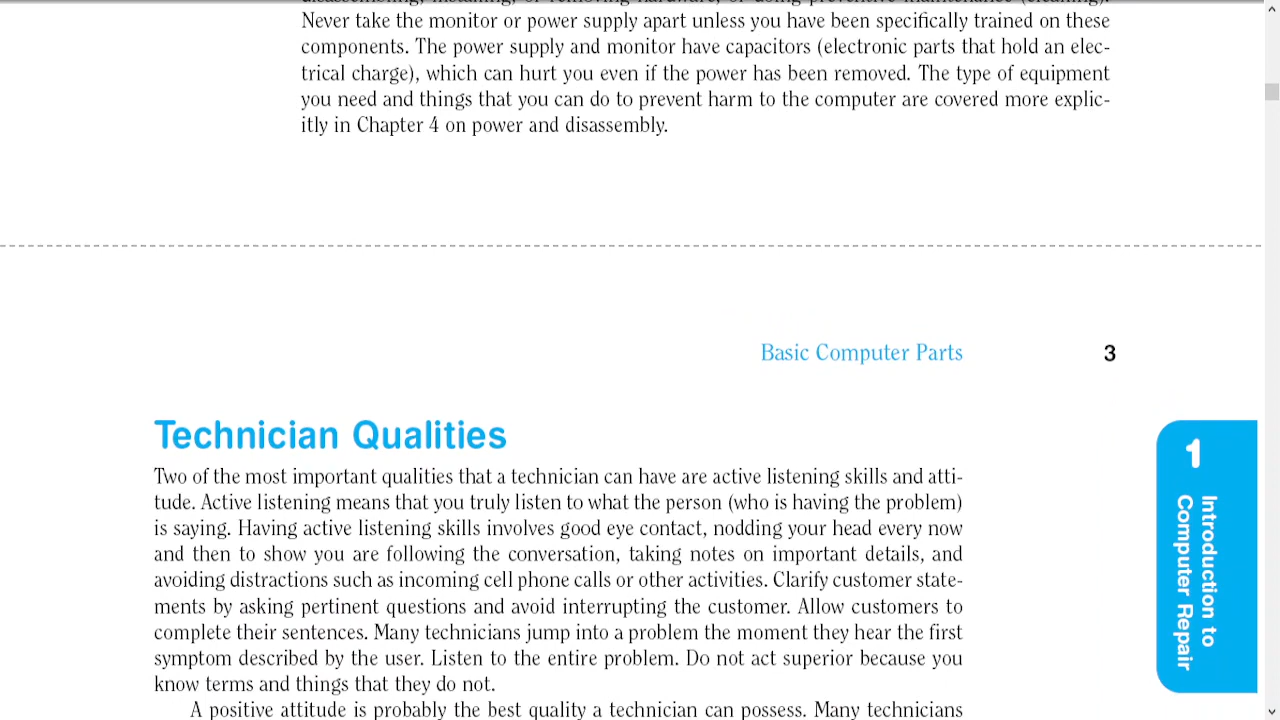 disassembling, installing, or removing hardware, or doing preventive maintenance (cleaning).
Never take the monitor or power supply apart unless you have been specifically trained on these
components. The power supply and monitor have capacitors (electronic parts that hold an elec-
trical charge), which can hurt you even if the power has been removed. The type of equipment
you need and things that you can do to prevent harm to the computer are covered more explic-
itly in Chapter 4 on power and disassembly.
Basic Computer Parts 3
Technician Qualities
Two of the most important qualities that a technician can have are active listening skills and atti-
tude. Active listening means that you truly listen to what the person (who is having the problem)
is saying. Having active listening skills involves good eye contact, nodding your head every now
and then to show you are following the conversation, taking notes on important details, and
avoiding distractions such as incoming cell phone calls or other activities. Clarify customer state-
ments by asking pertinent questions and avoid interrupting the customer. Allow customers to
complete their sentences. Many technicians jump into a problem the moment they hear the first
symptom described by the user. Listen to the entire problem. Do not act superior because you
know terms and things that they do not.
A positive attitude is probably the best quality a technician can possess. Many technicians
1
Introduction to
Computer Repair